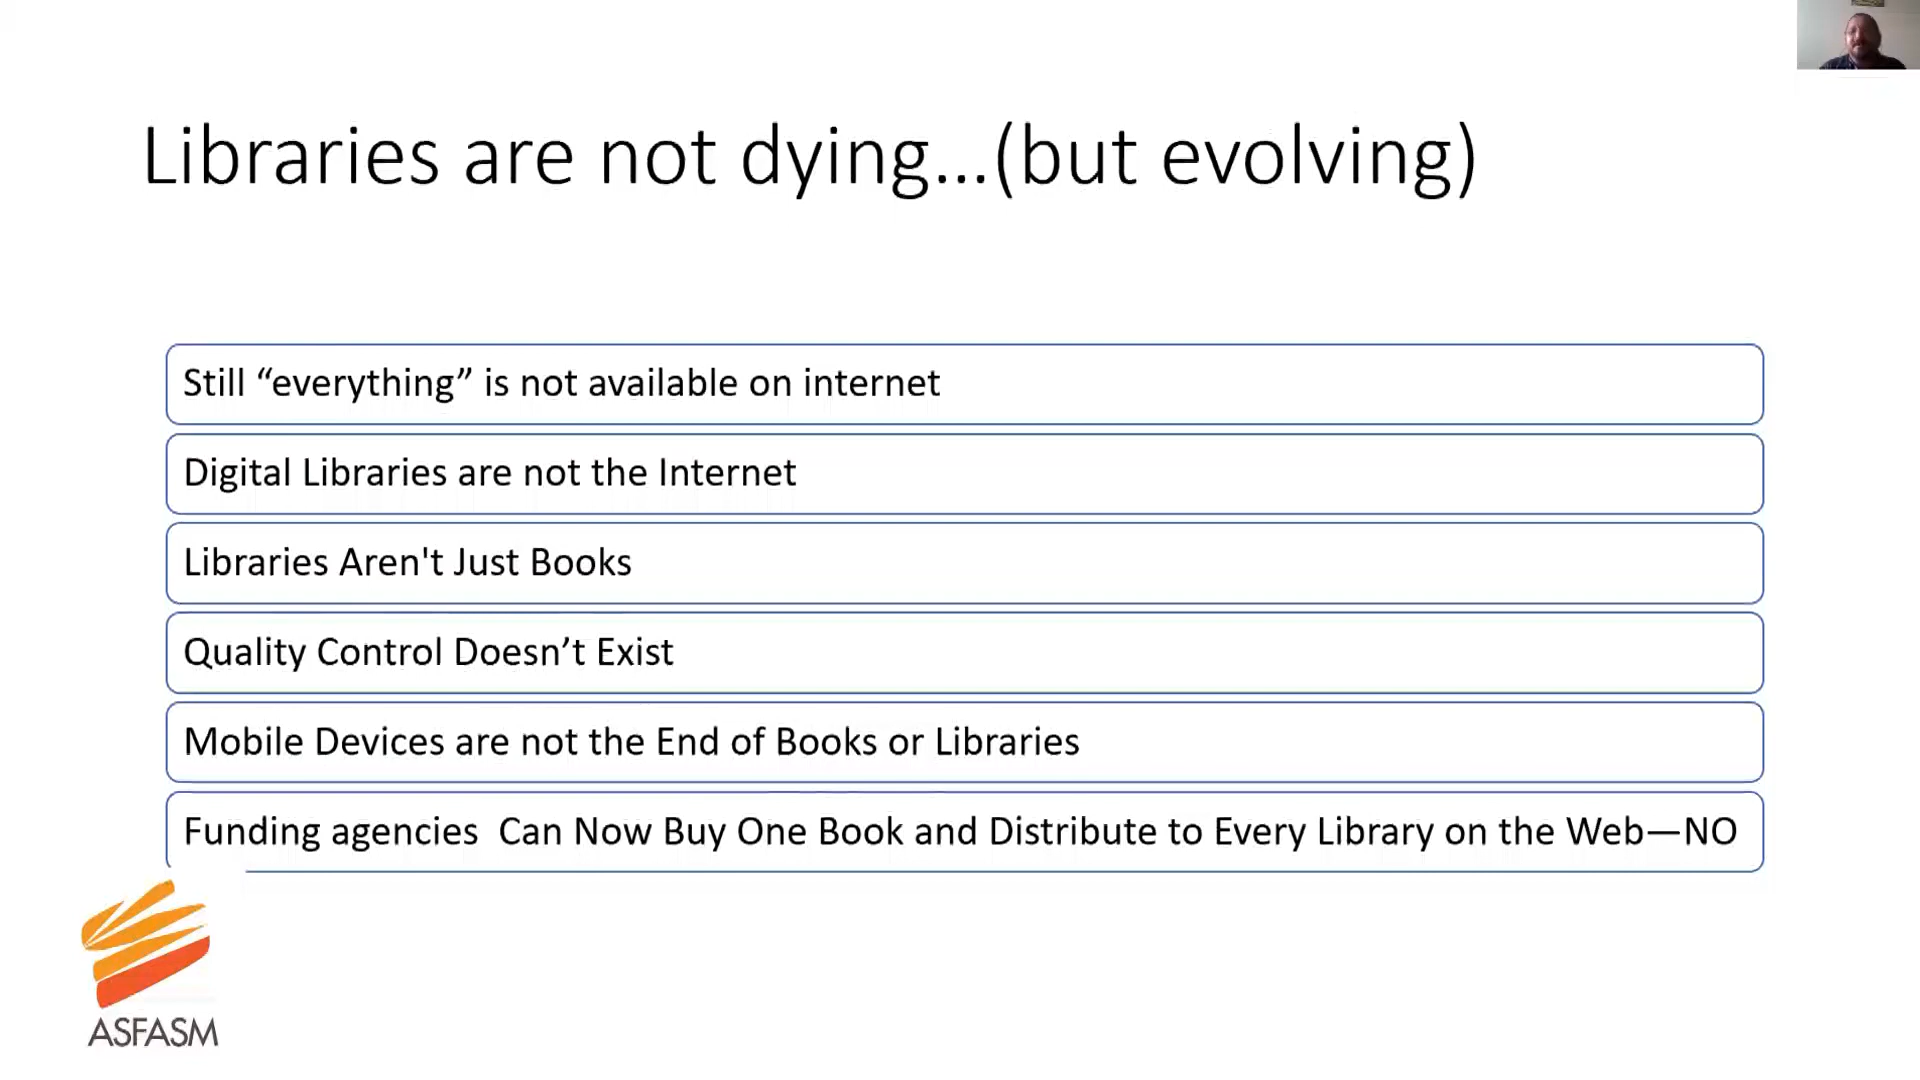 Libraries are not dying...(but evolving)
Still “everything” is not available on internet
Digital Libraries are not the Internet
Libraries Aren't Just Books
Quality Control Doesn’t Exist
Mobile Devices are not the End of Books or Libraries
Funding agencies  Can Now Buy One Book and Distribute to Every Library on the Web—NO
ASFASM